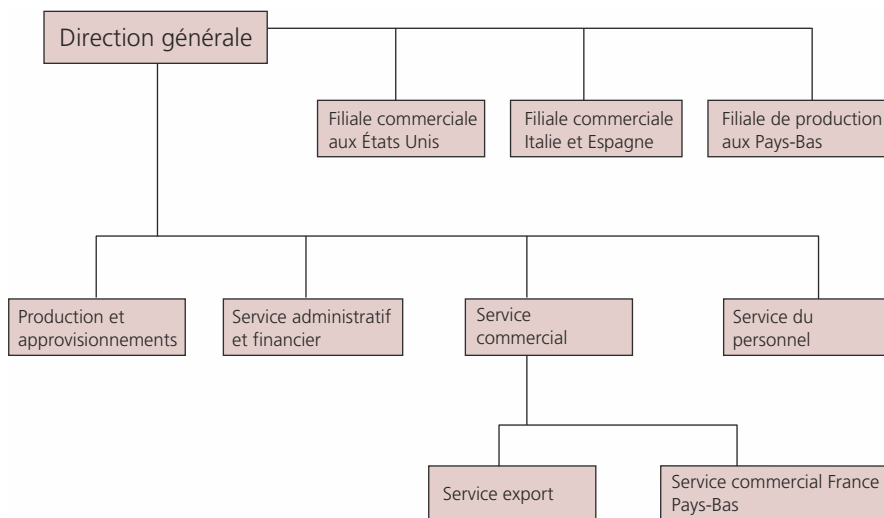 Direction générale
Filiale commerciale
aux États Unis
Filiale commerciale
Italie et Espagne
Filiale de production
aux Pays-Bas
Production et
approvisionnements
Service administratif
et financier
Service
commercial
Service du
personnel
Service export
Service commercial France
Pays-Bas